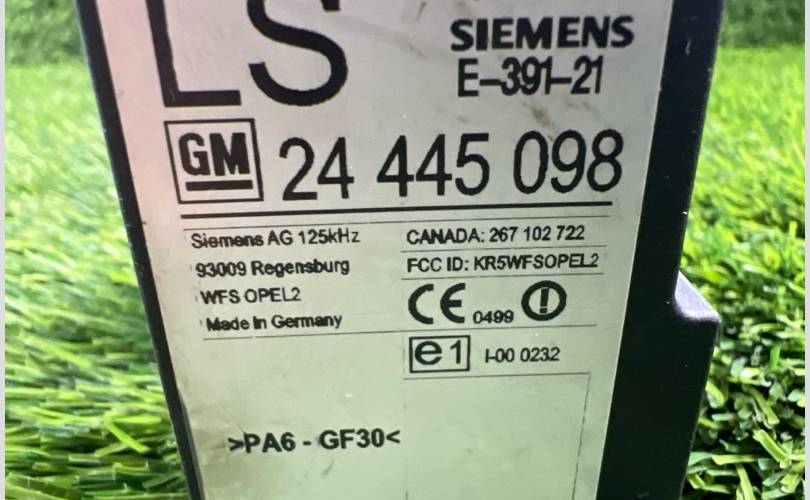 LS
SIEMENS
E-391-21
GM 24 445 098
Siemens AG 125kHz
93009 Regensburg
WFS OPEL2
Made in Germany
CANADA: 267 102 722
FCC ID: KR5WFSOPEL2
CE 0499
e1 I-00 0232
>PA6 - GF30<